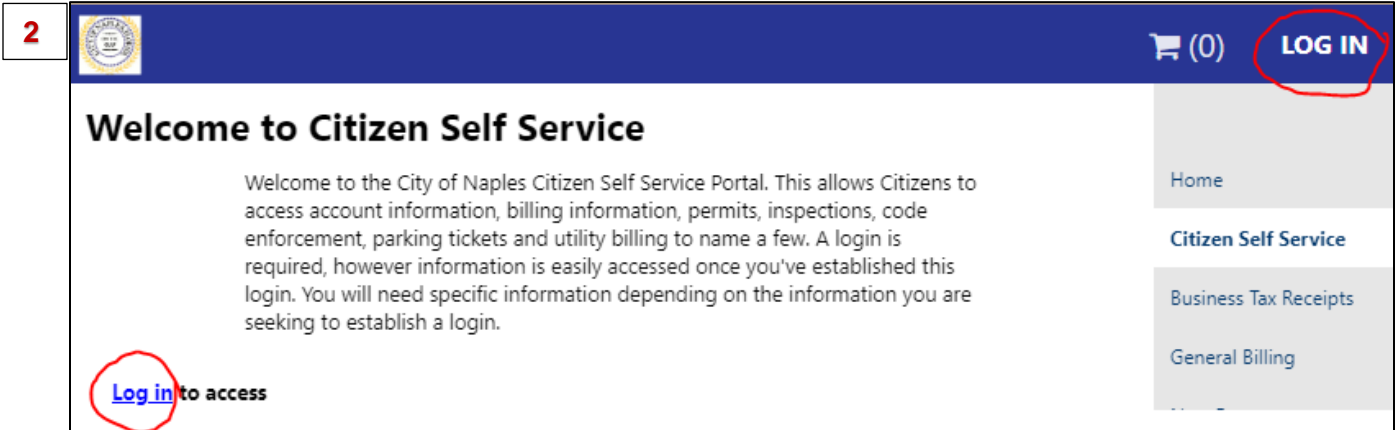 2
(0) LOG IN
Welcome to Citizen Self Service
Welcome to the City of Naples Citizen Self Service Portal. This allows Citizens to
access account information, billing information, permits, inspections, code
enforcement, parking tickets and utility billing to name a few. A login is
required, however information is easily accessed once you've established this
login. You will need specific information depending on the information you are
seeking to establish a login.
Log in to access
Home
Citizen Self Service
Business Tax Receipts
General Billing